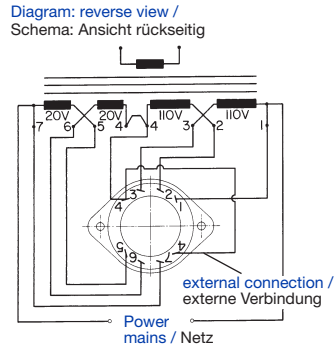 Diagram: reverse view /
Schema: Ansicht rückseitig
20V 20V 110V 110V
7 6 5 4 4 3 2 1
3 2
4 1
5 4
6 7
external connection /
externe Verbindung
Power
mains / Netz